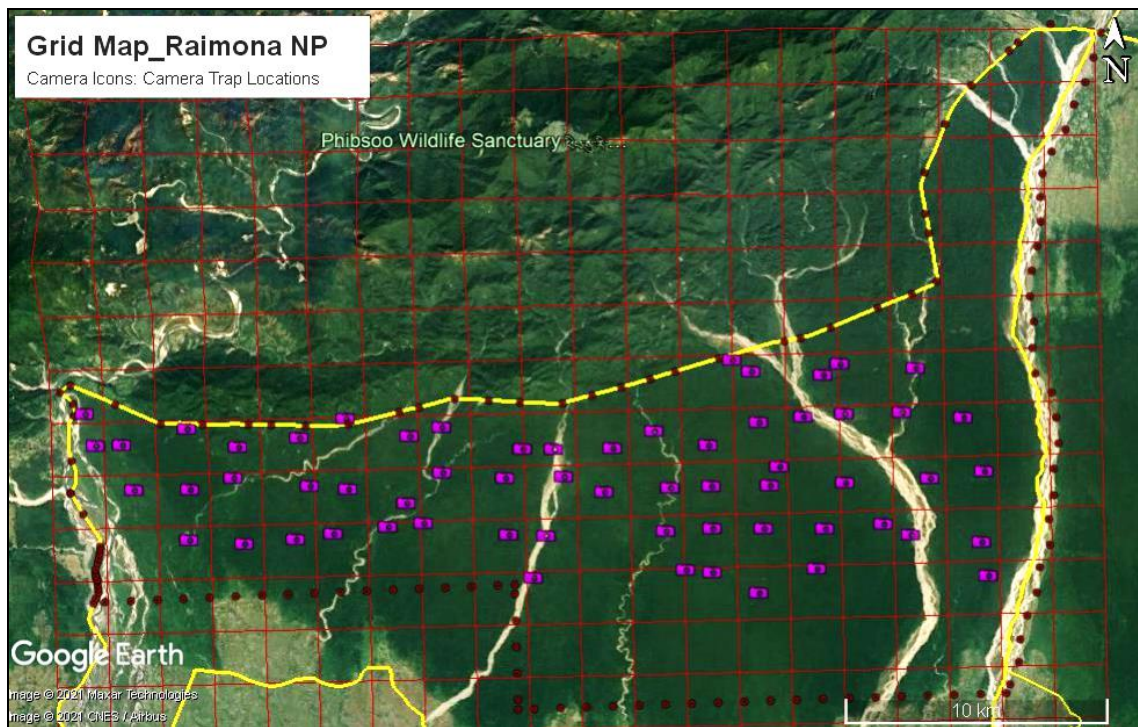 Grid Map_Raimona NP
Camera Icons: Camera Trap Locations
N
Phibsoo Wildlife Sanctuary
Google Earth
Image © 2021 Maxar Technologies
Image © 2021 CNES / Airbus
10 km